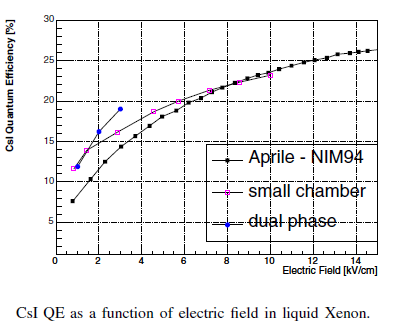 CsI Quantum Efficiency [%]
30
25
20
15
10
5
Aprile - NIM94
small chamber
dual phase
0 2 4 6 8 10 12 14
Electric Field [kV/cm]
CsI QE as a function of electric field in liquid Xenon.